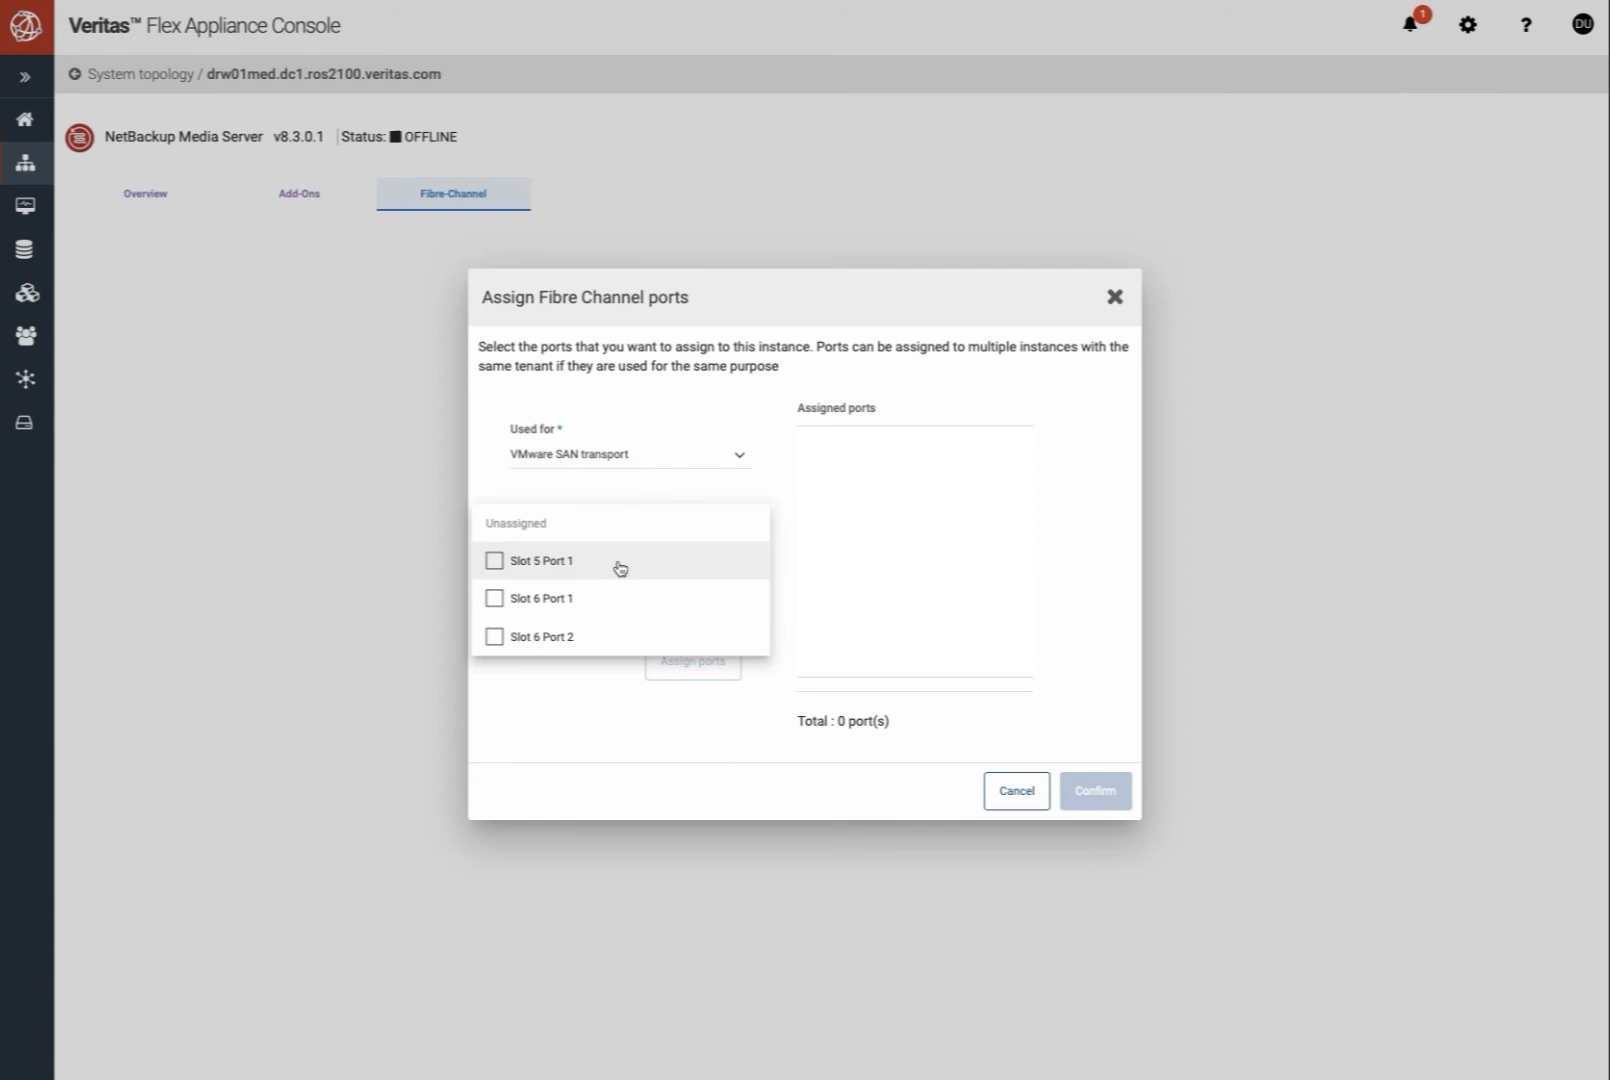 Veritas™ Flex Appliance Console
1
?
DU
System topology / drw01med.dc1.ros2100.veritas.com
NetBackup Media Server v8.3.0.1 Status: OFFLINE
Overview
Add-Ons
Fibre-Channel
Assign Fibre Channel ports
Select the ports that you want to assign to this instance. Ports can be assigned to multiple instances with the
same tenant if they are used for the same purpose
Used for *
VMware SAN transport
Unassigned
Slot 5 Port 1
Slot 6 Port 1
Slot 6 Port 2
Assign ports
Assigned ports
Total : 0 port(s)
Cancel
Confirm